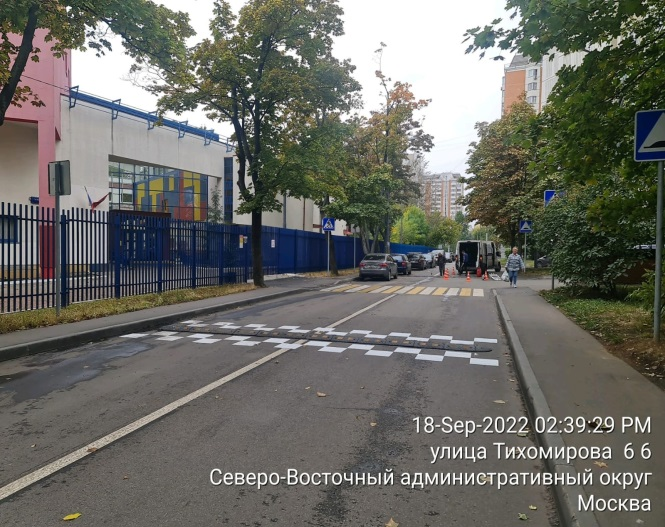 18-Sep-2022 02:39:29 PM
улица Тихомирова 6 6
Северо-Восточный административный округ
Москва